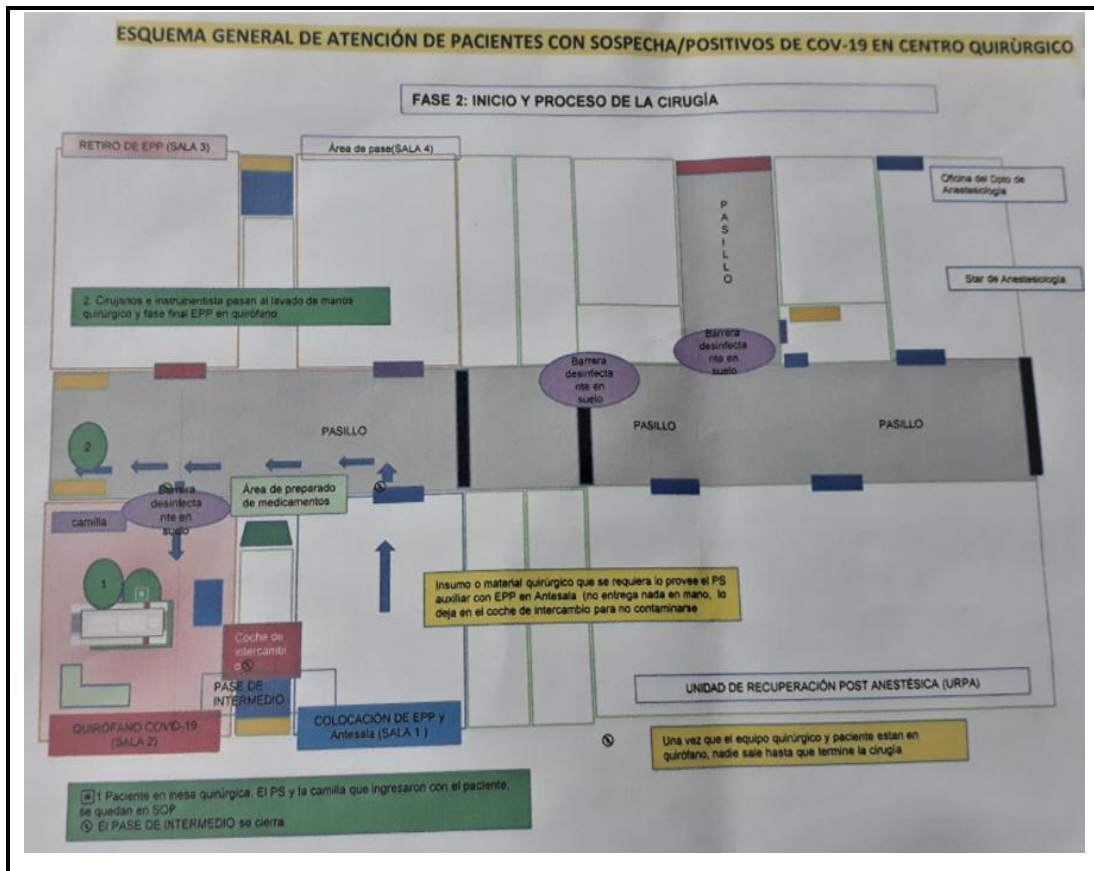 ESQUEMA GENERAL DE ATENCIÓN DE PACIENTES CON SOSPECHA/POSITIVOS DE COV-19 EN CENTRO QUIRÙRGICO
FASE 2: INICIO Y PROCESO DE LA CIRUGÍA
RETIRO DE EPP (SALA 3)
Área de pase(SALA 4)
Oficina del Dpto de
Anestesiología
P
A
S
I
L
L
O
Star de Anestesiología
2. Cirujanos e instrumentista pasan al lavado de manos
quirúrgico y fase final EPP en quirófano
Barrera
desinfecta
nte en
suelo
Barrera
desinfecta
nte en
suelo
2
PASILLO
PASILLO
PASILLO
Barrera
desinfecta
nte en
suelo
Área de preparado
de medicamentos
camilla
1
Insumo o material quirúrgico que se requiera lo provee el PS
auxiliar con EPP en Antesala (no entrega nada en mano, lo
deja en el coche de intercambio para no contaminarse
Coche de
intercambi
o
PASE DE
INTERMEDIO
UNIDAD DE RECUPERACIÓN POST ANESTÉSICA (URPA)
QUIRÓFANO COVID-19
(SALA 2)
COLOCACIÓN DE EPP y
Antesala (SALA 1 )
Una vez que el equipo quirúrgico y paciente estan en
quirófano, nadie sale hasta que termine la cirugía
1 Paciente en mesa quirúrgica. El PS y la camilla que ingresaron con el paciente,
se quedan en SOP
El PASE DE INTERMEDIO se cierra